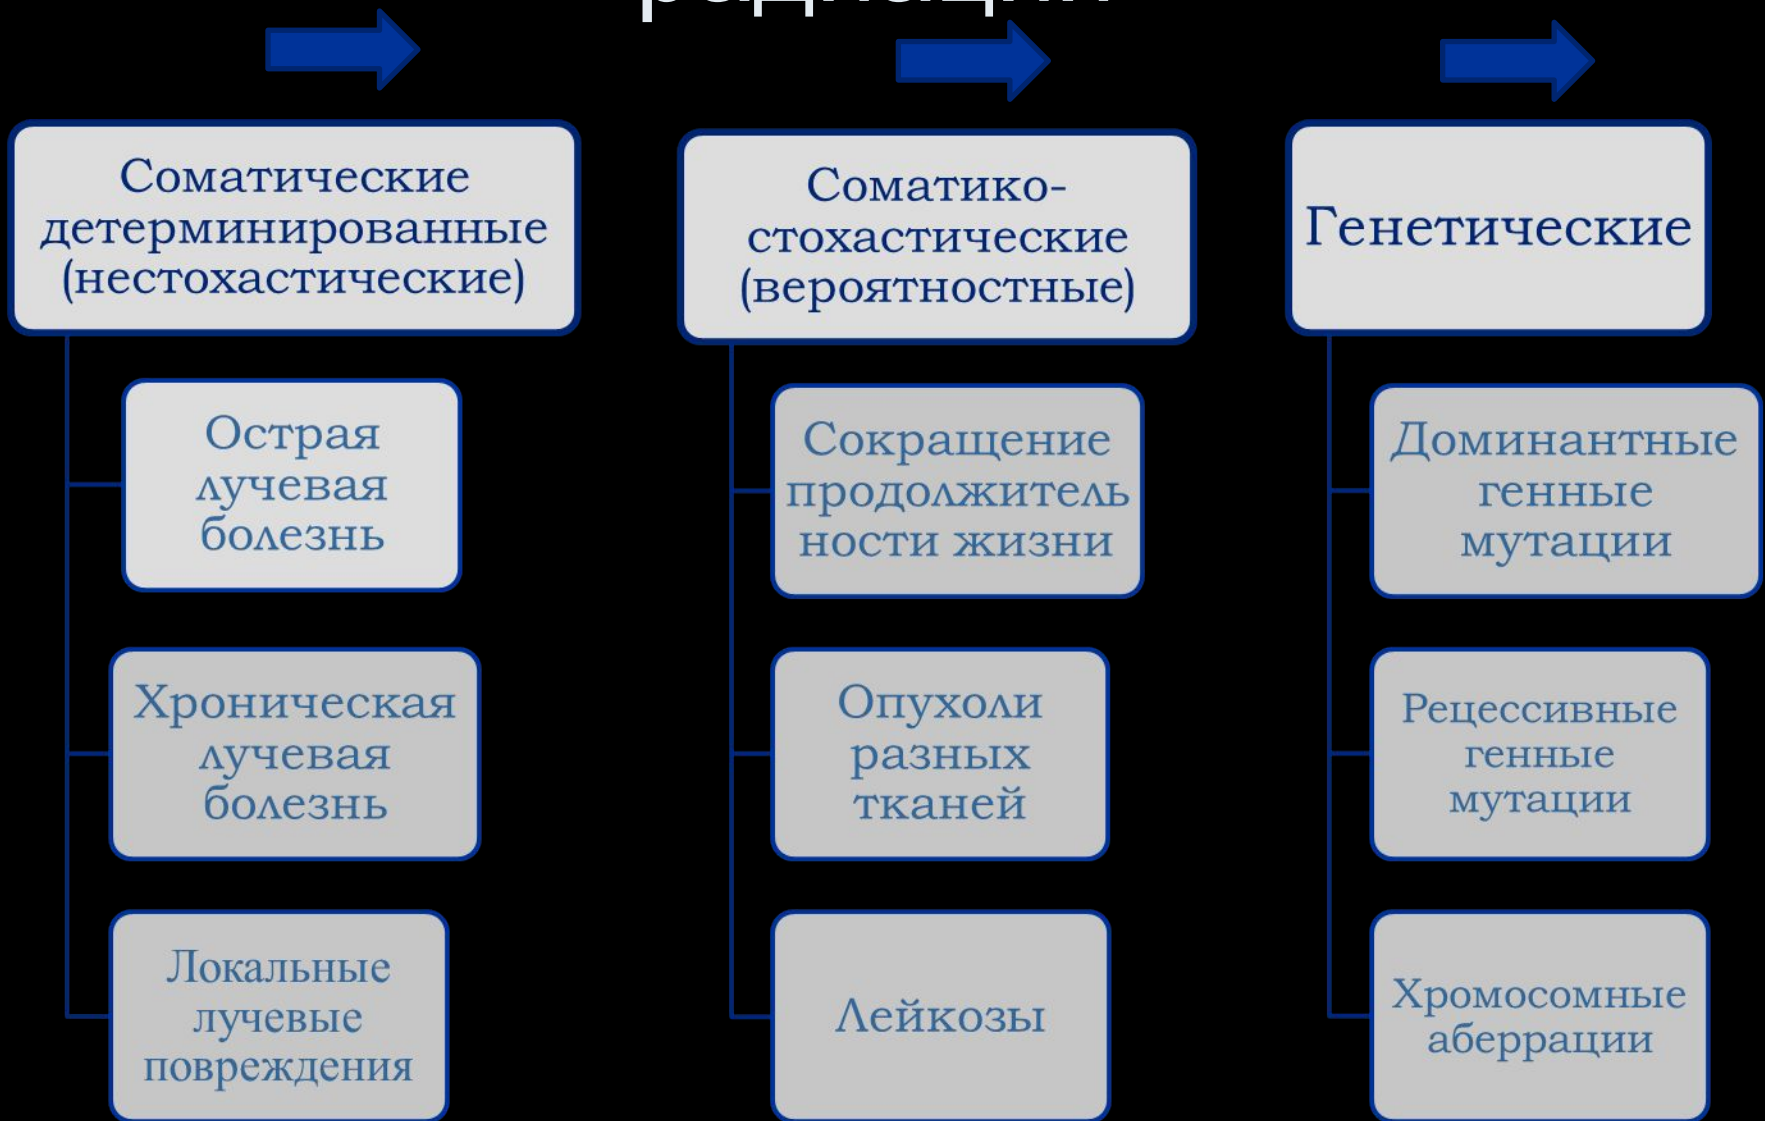 радиации
Соматические
детерминированные
(нестохастические)
Острая
лучевая
болезнь
Хроническая
лучевая
болезнь
Локальные
лучевые
повреждения
Соматико-
стохастические
(вероятностные)
Сокращение
продолжитель
ности жизни
Опухоли
разных
тканей
Лейкозы
Генетические
Доминантные
генные
мутации
Рецессивные
генные
мутации
Хромосомные
аберрации